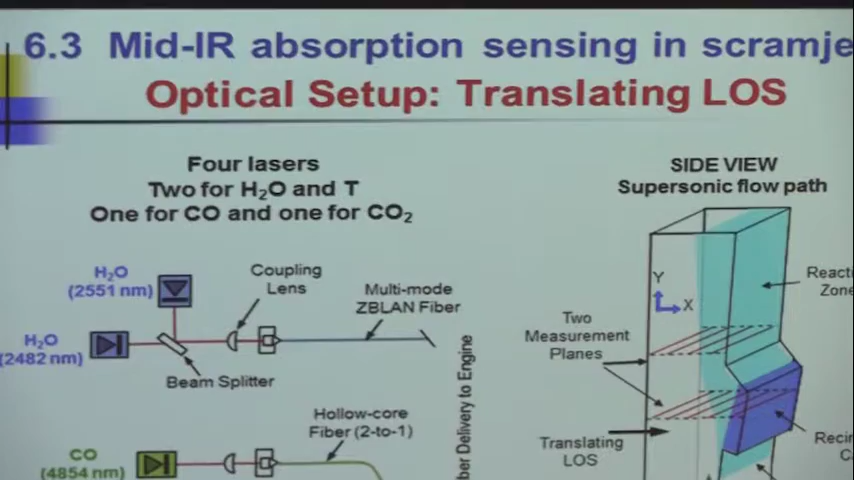 6.3 Mid-IR absorption sensing in
Optical Setup: Translating LOS
Four lasers
Two for H₂O and T
One for CO and one for CO₂
H₂O
(2551 nm)
Coupling
Lens
Multi-mode
ZBLAN Fiber
H₂O
(2482 nm)
Beam Splitter
Hollow-core
Fiber (2-to-1)
CO
(4854 nm)
Delivery to Engine
SIDE VIEW
Supersonic flow path
Y
X
Zone
Two
Measurement
Planes
Translating
LOS